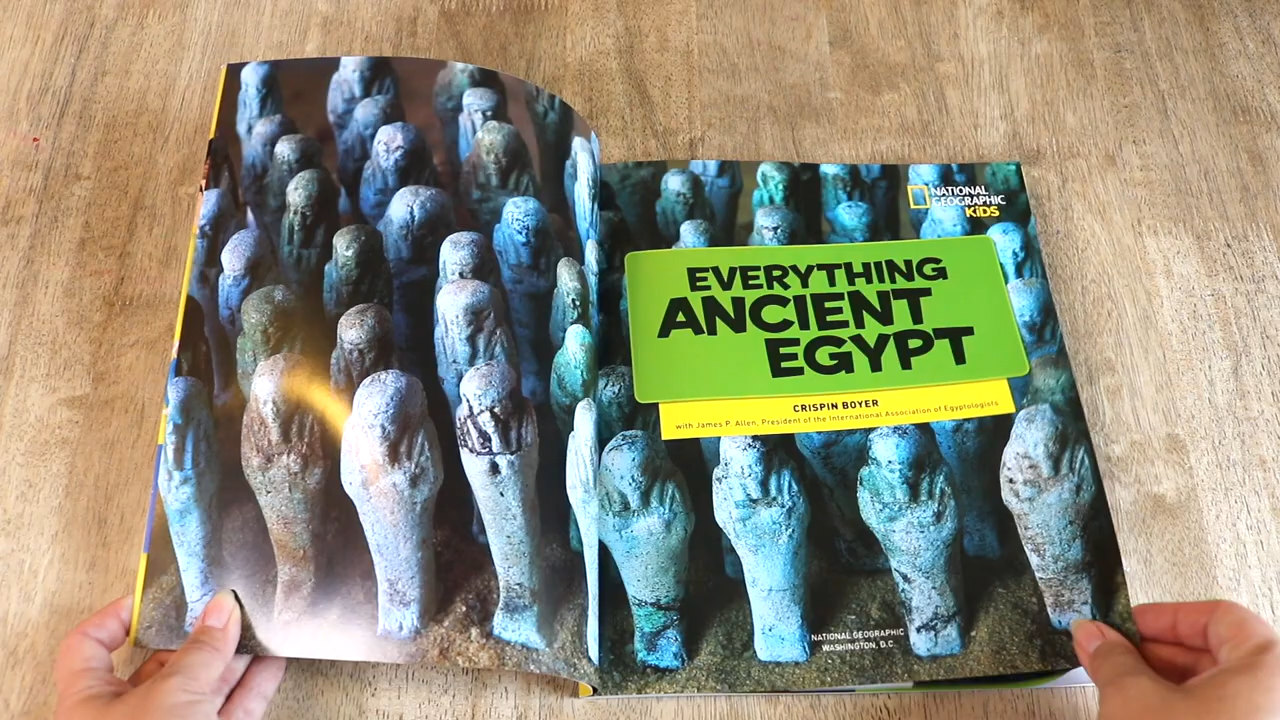 NATIONAL
GEOGRAPHIC
KiDS
EVERYTHING
ANCIENT
EGYPT
CRISPIN BOYER
with James P. Allen, President of the International Association of Egyptologists
NATIONAL GEOGRAPHIC
WASHINGTON, D.C.